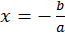 x = − b/a